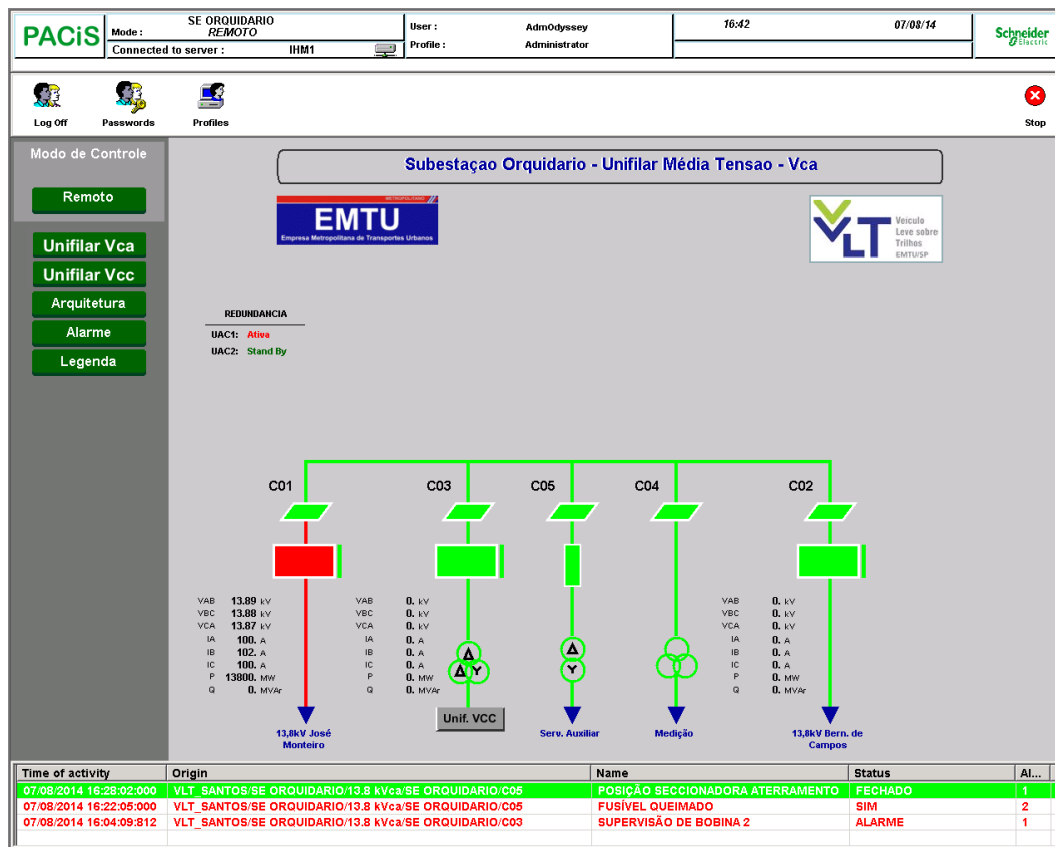 PACiS
SE ORQUIDARIO
Mode : REMOTO
Connected to server : IHM1
User : AdmOdyssey
Profile : Administrator
16:42 07/08/14
Schneider
Electric
Log Off Passwords Profiles Stop
Modo de Controle
Remoto
Unifilar Vca
Unifilar Vcc
Arquitetura
Alarme
Legenda
Subestaçao Orquidario - Unifilar Média Tensao - Vca
METROPOLITANO
EMTU
Empresa Metropolitana de Transportes Urbanos
VLT
Veículo
Leve sobre
Trilhos
EMTU/SP
REDUNDANCIA
UAC1: Ativa
UAC2: Stand By
C01 C03 C05 C04 C02
VAB 13.89 kV VAB 0. kV VAB 0. kV
VBC 13.88 kV VBC 0. kV VBC 0. kV
VCA 13.87 kV VCA 0. kV VCA 0. kV
IA 100. A IA 0. A IA 0. A
IB 102. A IB 0. A IB 0. A
IC 100. A IC 0. A IC 0. A
P 13800. MW P 0. MW P 0. MW
Q 0. MVAr Q 0. MVAr Q 0. MVAr
Δ
Δ Y
Δ
Y
Unif. VCC
13,8kV José
Monteiro
Serv. Auxiliar
Medição
13,8kV Bern. de
Campos
Time of activity Origin Name Status Al...
07/08/2014 16:28:02:000 VLT_SANTOS/SE ORQUIDARIO/13.8 kVca/SE ORQUIDARIO/C05 POSIÇÃO SECCIONADORA ATERRAMENTO FECHADO 1
07/08/2014 16:22:05:000 VLT_SANTOS/SE ORQUIDARIO/13.8 kVca/SE ORQUIDARIO/C05 FUSÍVEL QUEIMADO SIM 2
07/08/2014 16:04:09:812 VLT_SANTOS/SE ORQUIDARIO/13.8 kVca/SE ORQUIDARIO/C03 SUPERVISÃO DE BOBINA 2 ALARME 1